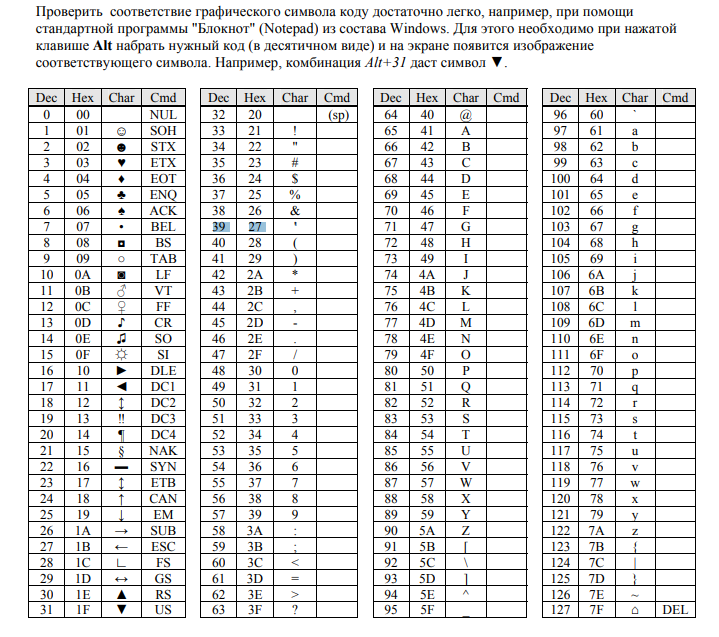 Проверить соответствие графического символа коду достаточно легко, например, при помощи
стандартной программы "Блокнот" (Notepad) из состава Windows. Для этого необходимо при нажатой
клавише Alt набрать нужный код (в десятичном виде) и на экране появится изображение
соответствующего символа. Например, комбинация Alt+31 даст символ ▼.
Dec Hex Char Cmd Dec Hex Char Cmd Dec Hex Char Cmd Dec Hex Char Cmd
0 00 NUL 32 20 (sp) 64 40 @ 96 60 `
1 01 ☺ SOH 33 21 ! 65 41 A 97 61 a
2 02 ☻ STX 34 22 " 66 42 B 98 62 b
3 03 ♥ ETX 35 23 # 67 43 C 99 63 c
4 04 ♦ EOT 36 24 $ 68 44 D 100 64 d
5 05 ♣ ENQ 37 25 % 69 45 E 101 65 e
6 06 ♠ ACK 38 26 & 70 46 F 102 66 f
7 07 • BEL 39 27 ' 71 47 G 103 67 g
8 08 ◘ BS 40 28 ( 72 48 H 104 68 h
9 09 ○ TAB 41 29 ) 73 49 I 105 69 i
10 0A ◙ LF 42 2A * 74 4A J 106 6A j
11 0B ♂ VT 43 2B + 75 4B K 107 6B k
12 0C ♀ FF 44 2C , 76 4C L 108 6C l
13 0D ♪ CR 45 2D - 77 4D M 109 6D m
14 0E ♫ SO 46 2E . 78 4E N 110 6E n
15 0F ☼ SI 47 2F / 79 4F O 111 6F o
16 10 ► DLE 48 30 0 80 50 P 112 70 p
17 11 ◄ DC1 49 31 1 81 51 Q 113 71 q
18 12 ↕ DC2 50 32 2 82 52 R 114 72 r
19 13 ‼ DC3 51 33 3 83 53 S 115 73 s
20 14 ¶ DC4 52 34 4 84 54 T 116 74 t
21 15 § NAK 53 35 5 85 55 U 117 75 u
22 16 ▬ SYN 54 36 6 86 56 V 118 76 v
23 17 ↨ ETB 55 37 7 87 57 W 119 77 w
24 18 ↑ CAN 56 38 8 88 58 X 120 78 x
25 19 ↓ EM 57 39 9 89 59 Y 121 79 y
26 1A → SUB 58 3A : 90 5A Z 122 7A z
27 1B ← ESC 59 3B ; 91 5B [ 123 7B {
28 1C ∟ FS 60 3C < 92 5C \ 124 7C |
29 1D ↔ GS 61 3D = 93 5D ] 125 7D }
30 1E ▲ RS 62 3E > 94 5E ^ 126 7E ~
31 1F ▼ US 63 3F ? 95 5F _ 127 7F ⌂ DEL